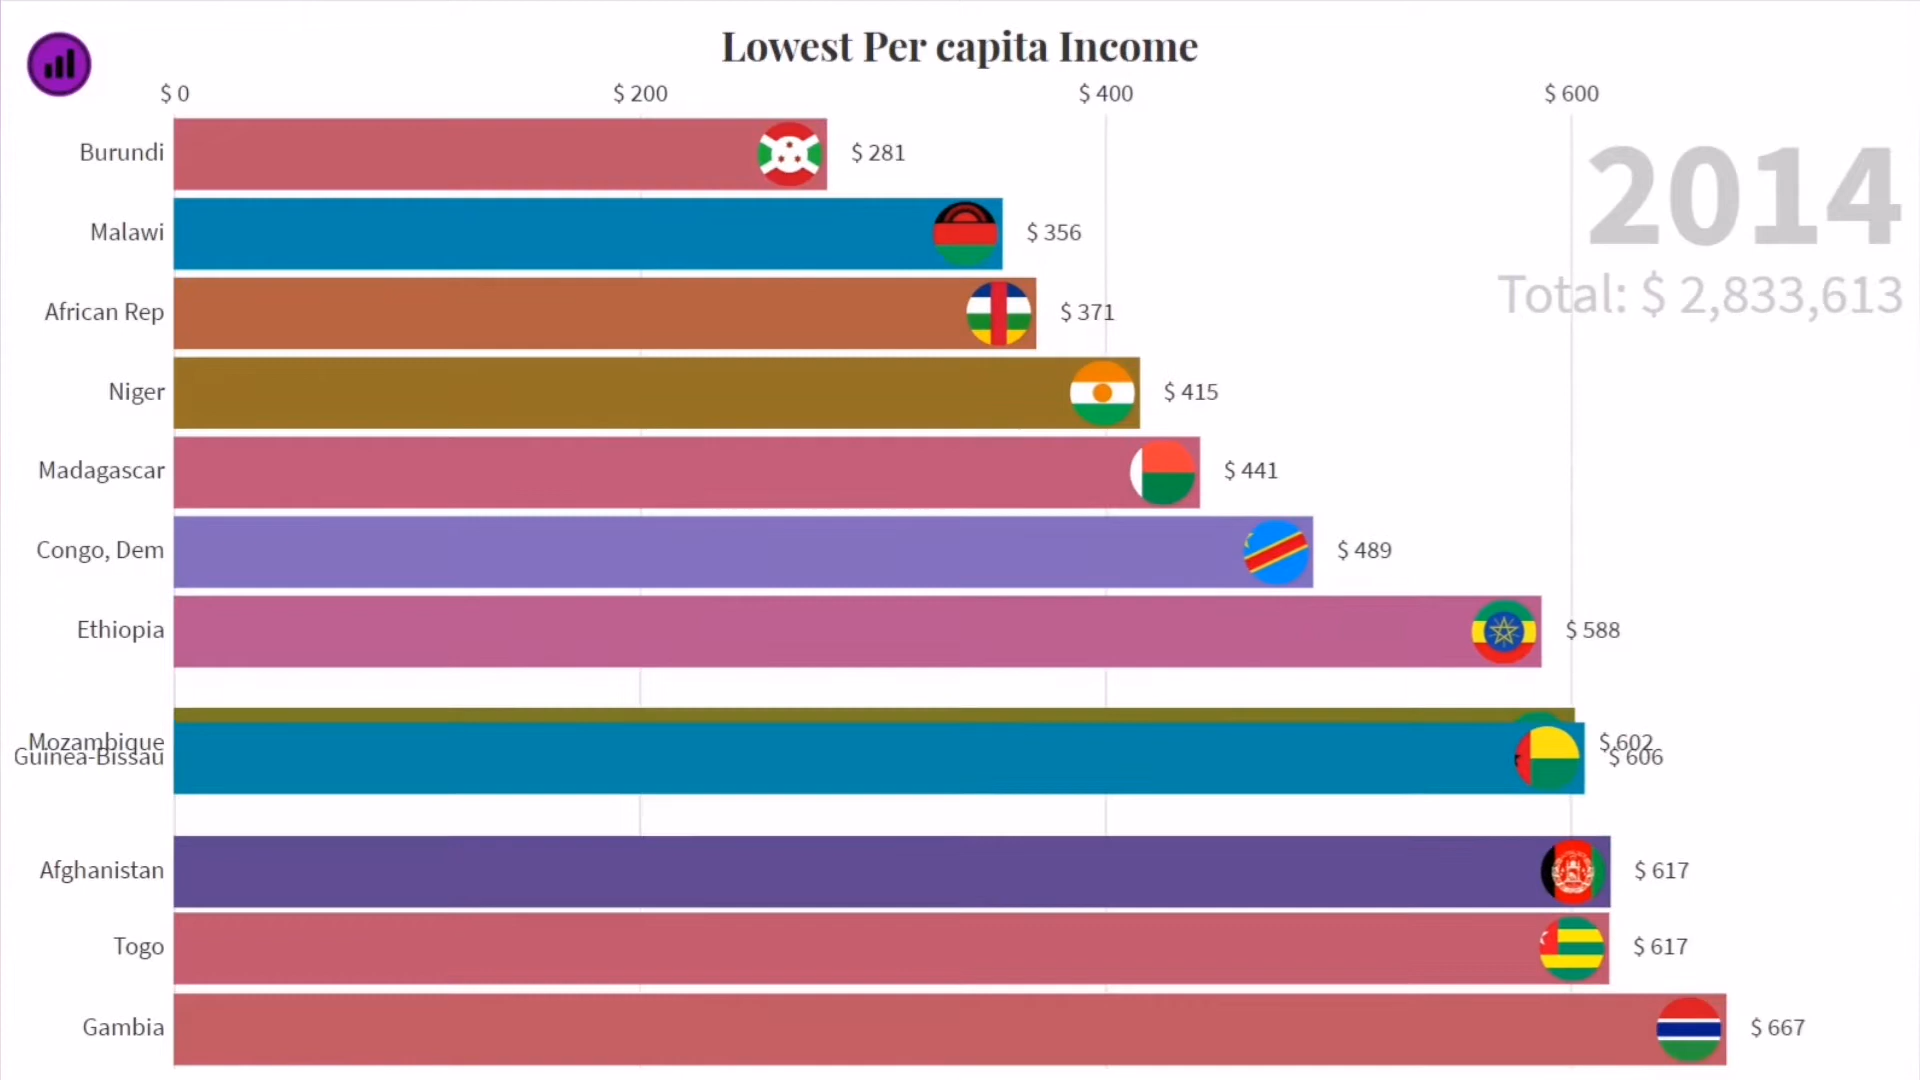 Lowest Per capita Income
$ 0 $ 200 $ 400 $ 600
2014
Total: $ 2,833,613
Burundi $ 281
Malawi $ 356
African Rep $ 371
Niger $ 415
Madagascar $ 441
Congo, Dem $ 489
Ethiopia $ 588
Mozambique $ 602
Guinea-Bissau $ 606
Afghanistan $ 617
Togo $ 617
Gambia $ 667